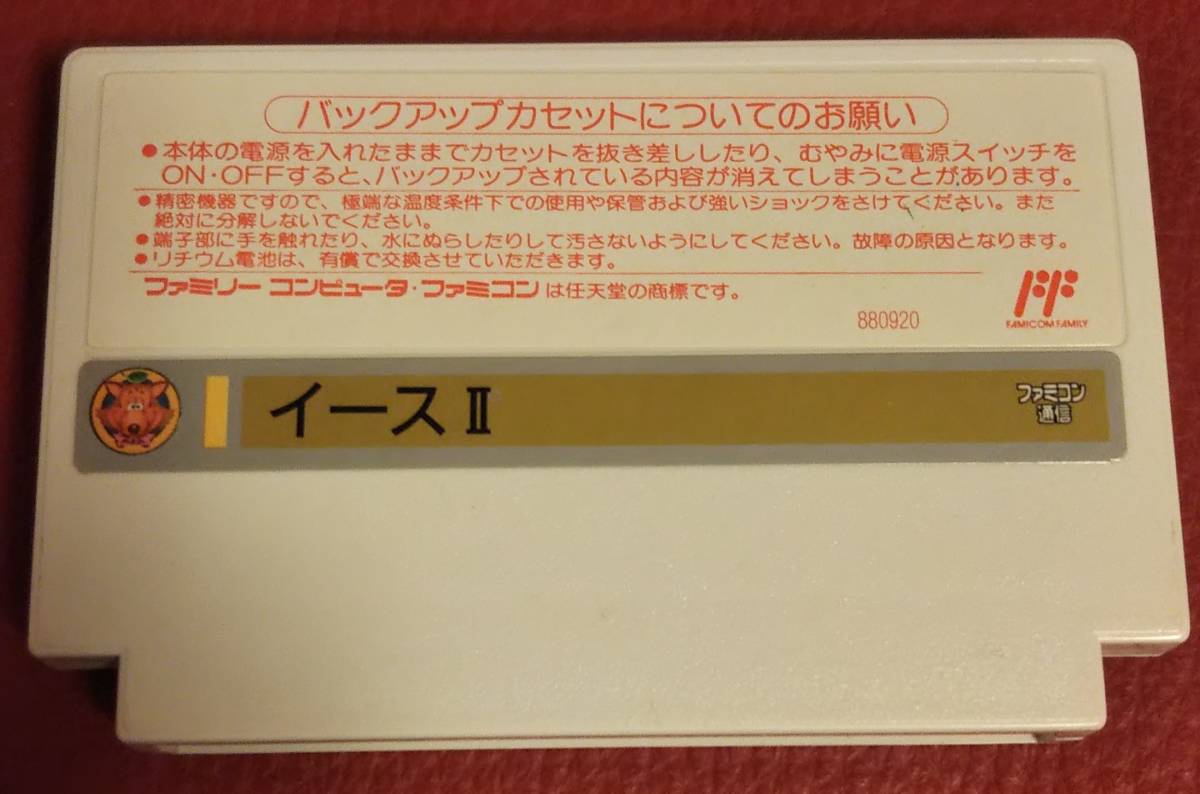 バックアップカセットについてのお願い
●本体の電源を入れたままでカセットを抜き差ししたり、むやみに電源スイッチを
ON・OFFすると、バックアップされている内容が消えてしまうことがあります。
●精密機器ですので、極端な温度条件下での使用や保管および強いショックをさけてください。また
絶対に分解しないでください。
●端子部に手を触れたり、水にぬらしたりして汚さないようにしてください。故障の原因となります。
●リチウム電池は、有償で交換させていただきます。
ファミリー コンピュータ・ファミコンは任天堂の商標です。
880920
FAMICOM FAMILY
イースⅡ
ファミコン
通信